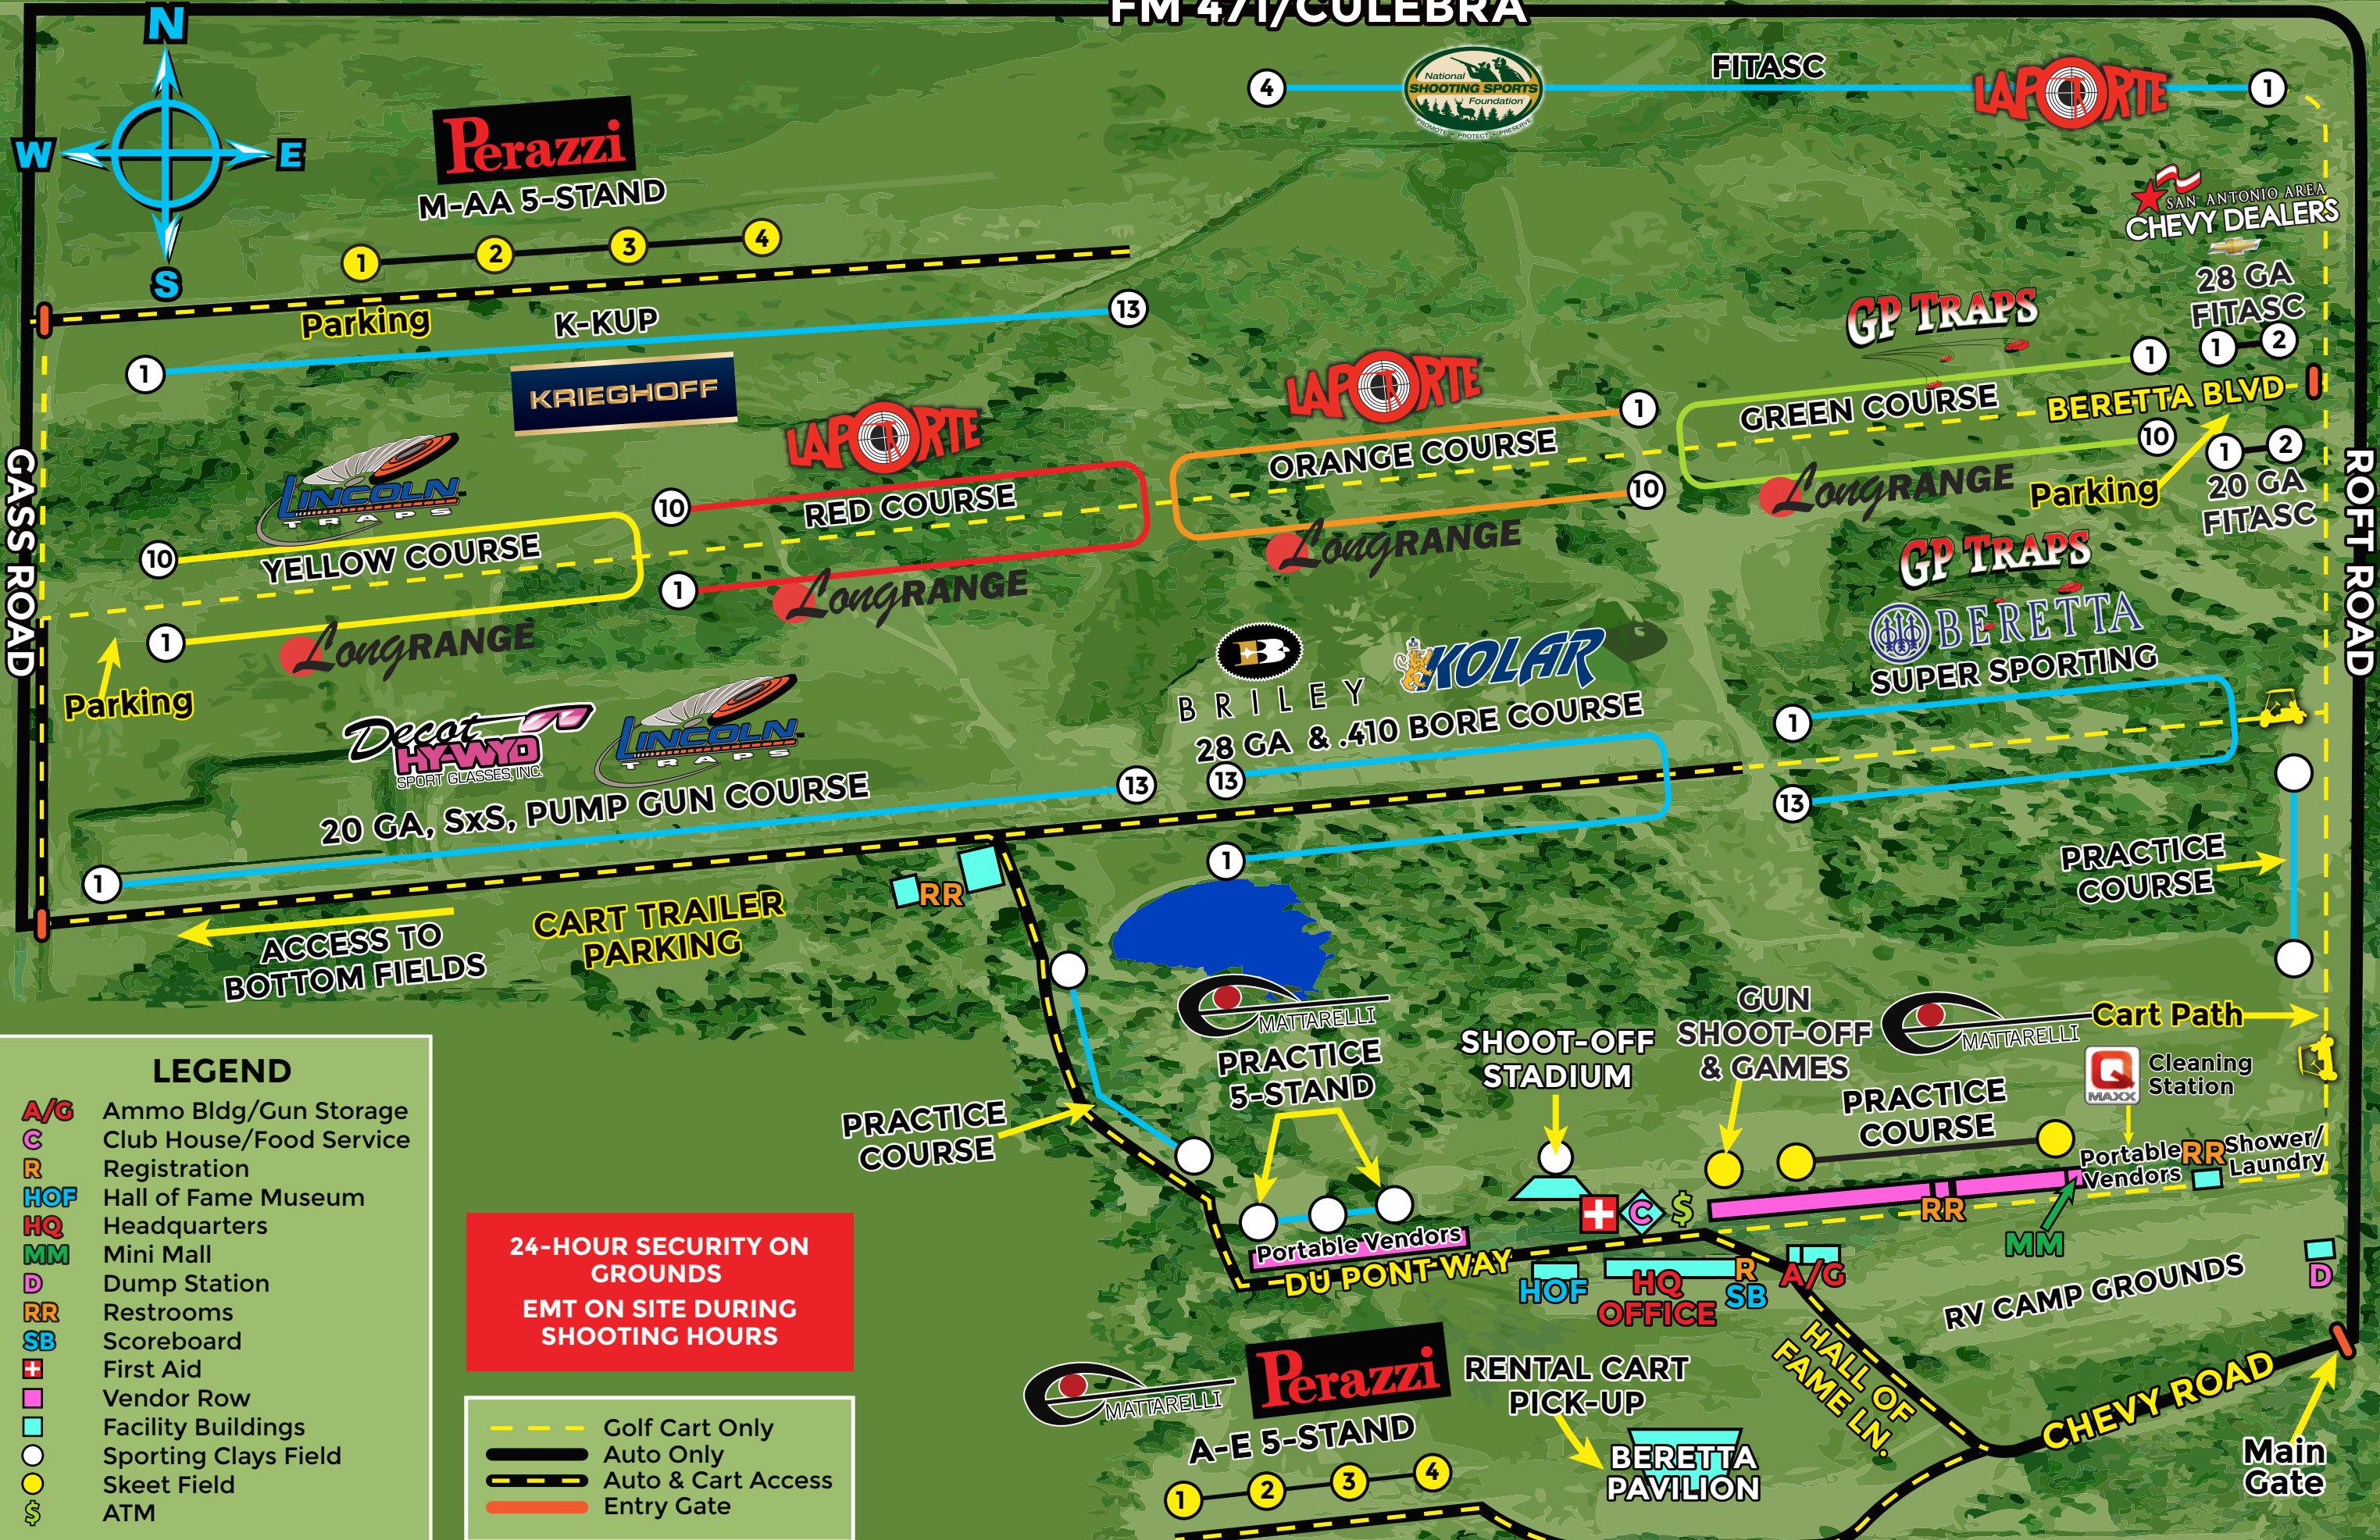 FM 471/CULEBRA
N
W
E
S
National
SHOOTING SPORTS
Foundation
PROMOTE • PROTECT • PRESERVE
FITASC
LAPORTE
4
1
Perazzi
M-AA 5-STAND
1
2
3
4
SAN ANTONIO AREA
CHEVY DEALERS
28 GA
FITASC
1
2
Parking
K-KUP
1
13
KRIEGHOFF
GP TRAPS
1
GREEN COURSE
BERETTA BLVD
10
LongRANGE
Parking
1
2
20 GA
FITASC
LAPORTE
1
ORANGE COURSE
10
LongRANGE
LAPORTE
10
RED COURSE
1
LongRANGE
LINCOLN
TRAPS
10
YELLOW COURSE
1
LongRANGE
Parking
GASS ROAD
ROFT ROAD
GP TRAPS
BERETTA
SUPER SPORTING
1
13
BRILEY
KOLAR
28 GA & .410 BORE COURSE
13
1
Decot
HY-WYD
SPORT GLASSES, INC.
LINCOLN
TRAPS
20 GA, SxS, PUMP GUN COURSE
1
13
PRACTICE
COURSE
RR
CART TRAILER
PARKING
ACCESS TO
BOTTOM FIELDS
MATTARELLI
PRACTICE
5-STAND
SHOOT-OFF
STADIUM
GUN
SHOOT-OFF
& GAMES
MATTARELLI
Cart Path
PRACTICE
COURSE
Q
MAXX
Cleaning
Station
PRACTICE
COURSE
Portable
Vendors
RR
Shower/
Laundry
Portable Vendors
DU PONT WAY
C
$
RR
MM
HOF
HQ
OFFICE
R
SB
A/G
RV CAMP GROUNDS
D
HALL OF
FAME LN.
CHEVY ROAD
Main
Gate
MATTARELLI
Perazzi
A-E 5-STAND
1
2
3
4
RENTAL CART
PICK-UP
BERETTA
PAVILION
LEGEND
A/G Ammo Bldg/Gun Storage
C Club House/Food Service
R Registration
HOF Hall of Fame Museum
HQ Headquarters
MM Mini Mall
D Dump Station
RR Restrooms
SB Scoreboard
First Aid
Vendor Row
Facility Buildings
Sporting Clays Field
Skeet Field
$ ATM
24-HOUR SECURITY ON
GROUNDS
EMT ON SITE DURING
SHOOTING HOURS
Golf Cart Only
Auto Only
Auto & Cart Access
Entry Gate